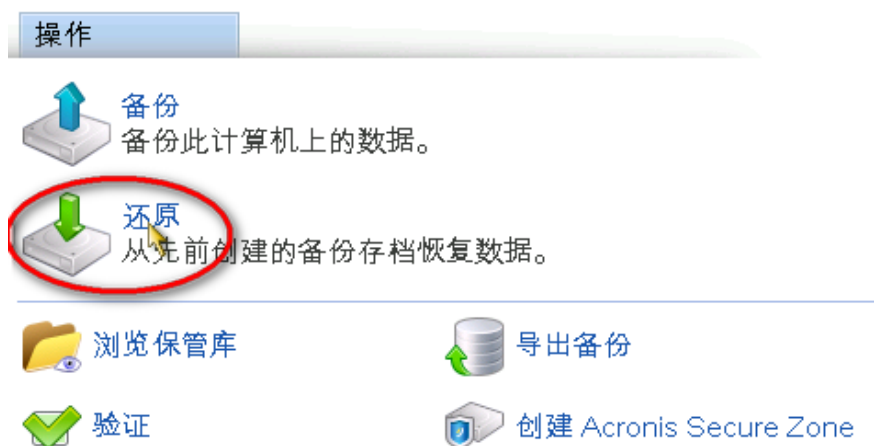 操作
备份
备份此计算机上的数据。
还原
从先前创建的备份存档恢复数据。
浏览保管库 导出备份
验证 创建 Acronis Secure Zone